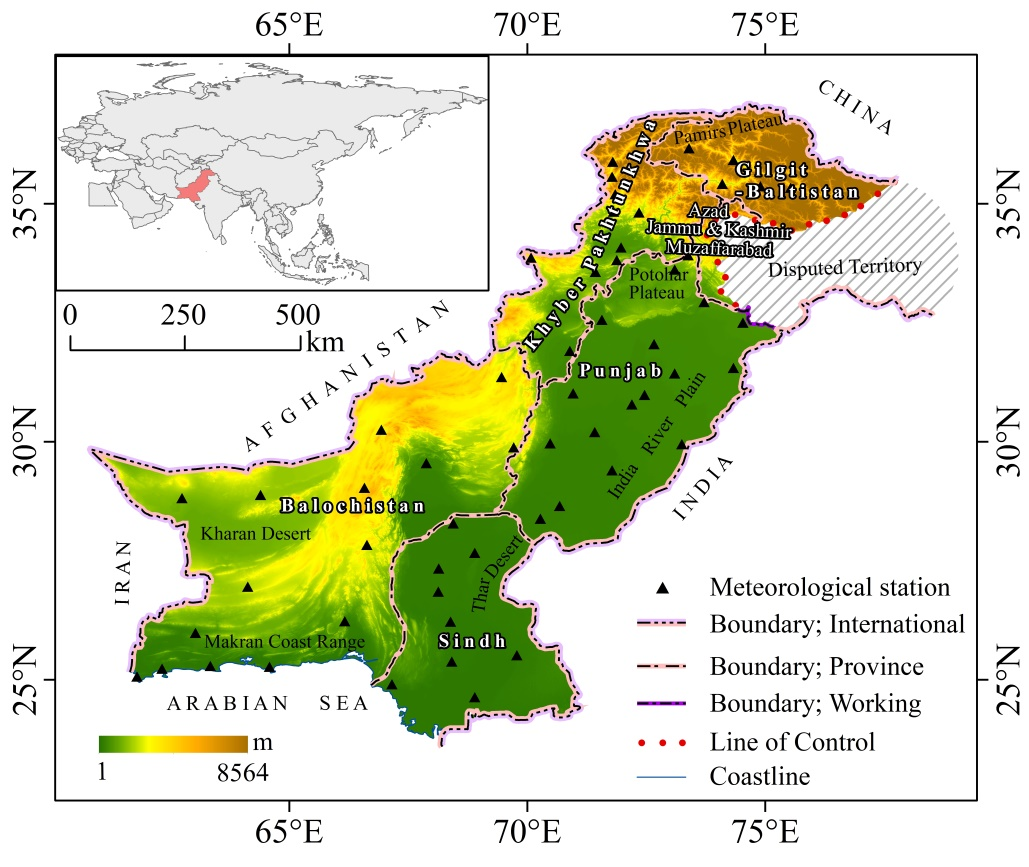 65°E 70°E 75°E
CHINA
Pamirs Plateau
Gilgit
-Baltistan
35°N 35°N
Khyber Pakhtunkhwa
Azad
Jammu & Kashmir
Muzaffarabad
Disputed Territory
Potohar
Plateau
0 250 500
km
AFGHANISTAN
Punjab
India River Plain
30°N 30°N
INDIA
Balochistan
Kharan Desert
Thar Desert
IRAN
Makran Coast Range
Sindh
25°N 25°N
ARABIAN SEA
m
1 8564
Meteorological station
Boundary; International
Boundary; Province
Boundary; Working
Line of Control
Coastline
65°E 70°E 75°E